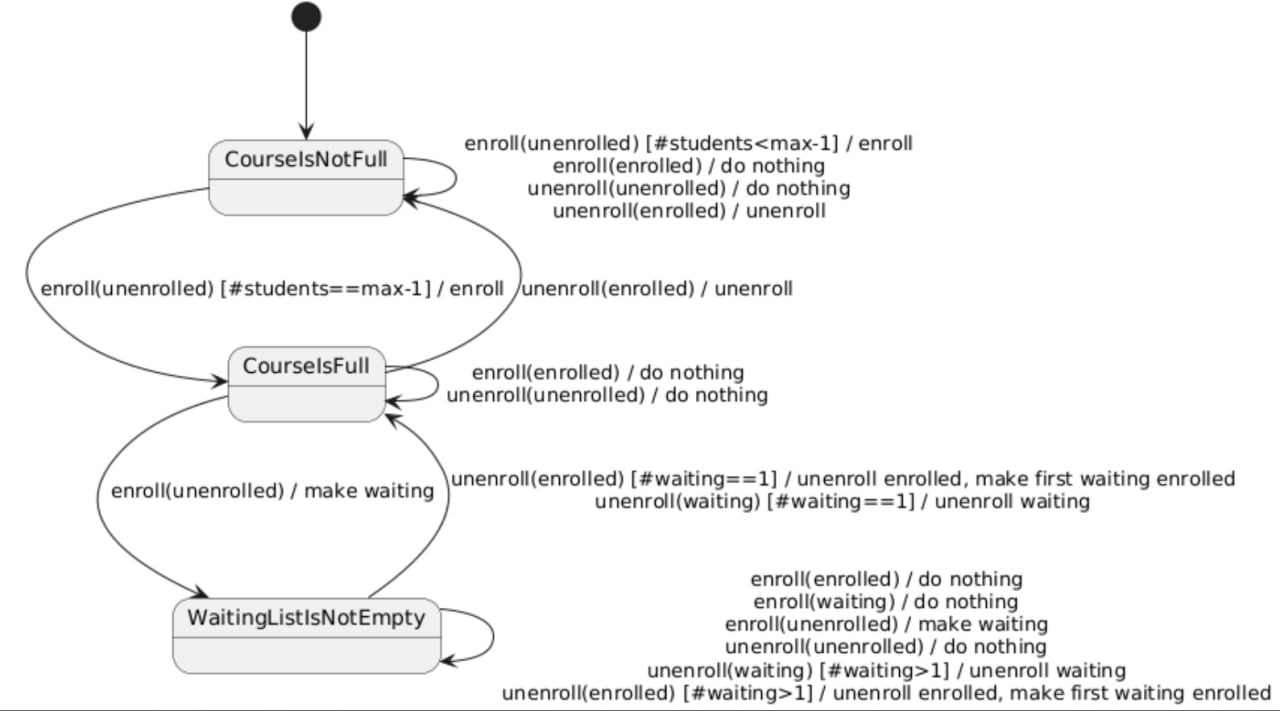 CourseIsNotFull
enroll(unenrolled) [#students<max-1] / enroll
enroll(enrolled) / do nothing
unenroll(unenrolled) / do nothing
unenroll(enrolled) / unenroll
enroll(unenrolled) [#students==max-1] / enroll
unenroll(enrolled) / unenroll
CourseIsFull
enroll(enrolled) / do nothing
unenroll(unenrolled) / do nothing
enroll(unenrolled) / make waiting
unenroll(enrolled) [#waiting==1] / unenroll enrolled, make first waiting enrolled
unenroll(waiting) [#waiting==1] / unenroll waiting
WaitingListIsNotEmpty
enroll(enrolled) / do nothing
enroll(waiting) / do nothing
enroll(unenrolled) / make waiting
unenroll(unenrolled) / do nothing
unenroll(waiting) [#waiting>1] / unenroll waiting
unenroll(enrolled) [#waiting>1] / unenroll enrolled, make first waiting enrolled